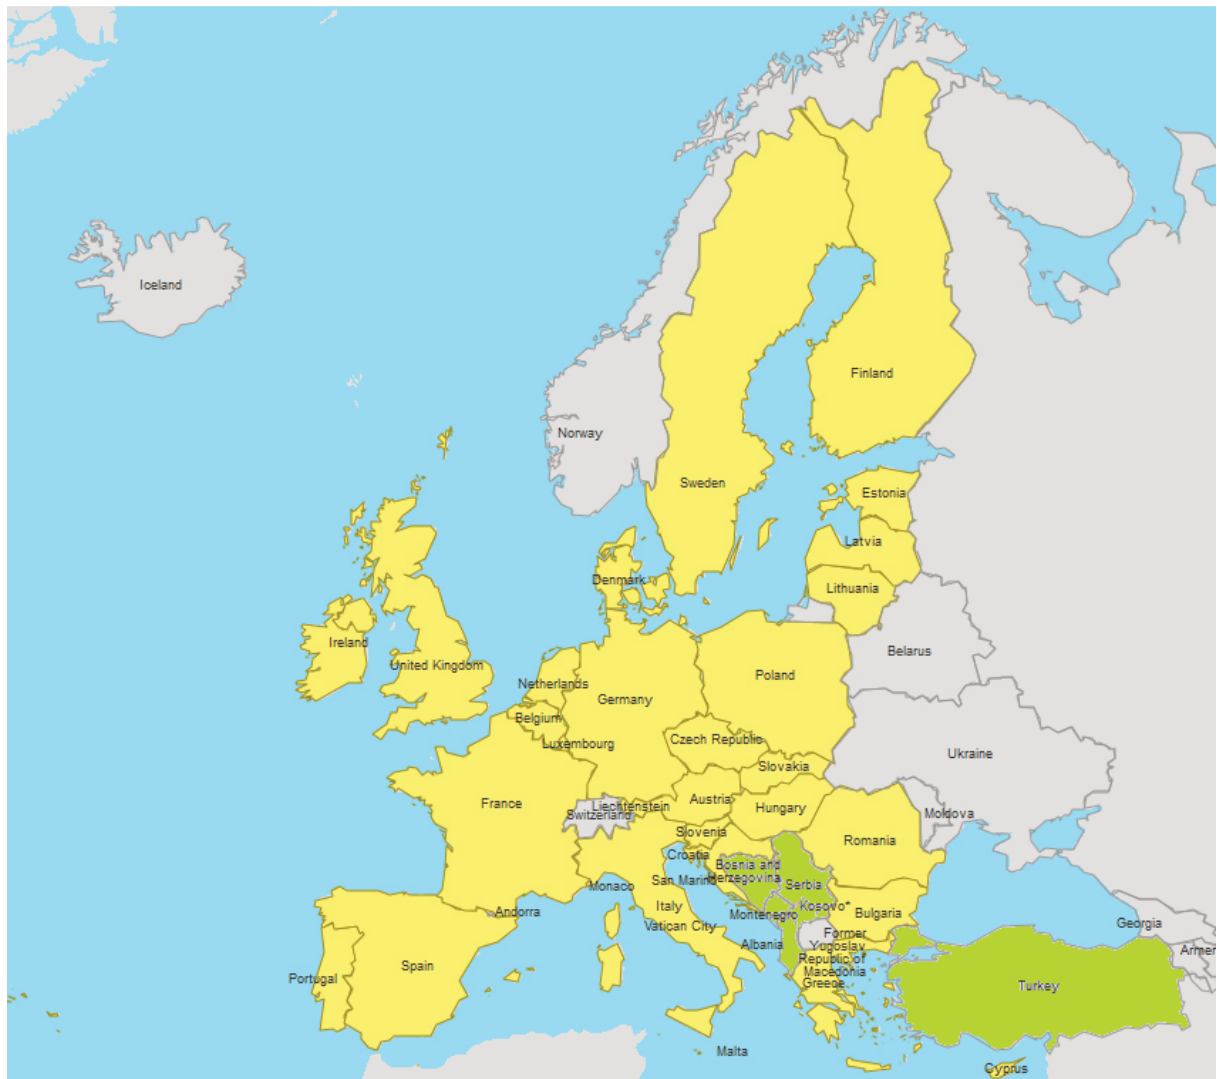 Iceland
Finland
Norway
Sweden
Estonia
Latvia
Denmark
Lithuania
Ireland
Belarus
United Kingdom
Poland
Netherlands
Germany
Belgium
Czech Republic
Luxembourg
Ukraine
Slovakia
Austria
France
Liechtenstein
Hungary
Switzerland
Moldova
Slovenia
Romania
Croatia
Bosnia and
Herzegovina
San Marino
Serbia
Monaco
Italy
Kosovo*
Andorra
Montenegro
Bulgaria
Vatican City
Georgia
Former
Yugoslav
Republic of
Macedonia
Albania
Armen
Spain
Portugal
Greece
Turkey
Malta
Cyprus